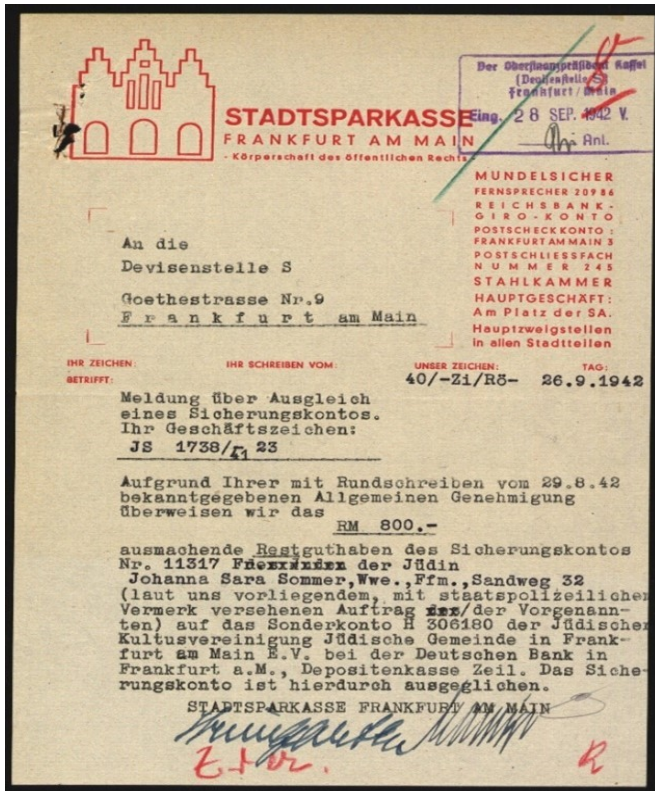 Der Oberfinanzpräsident Kassel
(Devisenstelle S)
Frankfurt/Main
Eing. 28 SEP. 1942 V.
Anl.
STADTSPARKASSE
FRANKFURT AM MAIN
- Körperschaft des öffentlichen Rechts -
MÜNDELSICHER
FERNSPRECHER 20986
REICHSBANK-
GIRO-KONTO
POSTSCHECKKONTO:
FRANKFURT AM MAIN 3
POSTSCHLIESSFACH
NUMMER 245
STAHLKAMMER
HAUPTGESCHÄFT:
Am Platz der SA.
Hauptzweigstellen
in allen Stadtteilen
An die
Devisenstelle S
Goethestrasse Nr.9
Frankfurt am Main
IHR ZEICHEN: IHR SCHREIBEN VOM: UNSER ZEICHEN: TAG:
BETRIFFT: 40/-Zi/Rö- 26.9.1942
Meldung über Ausgleich
eines Sicherungskontos.
Ihr Geschäftszeichen:
JS 1738/41 23
Aufgrund Ihrer mit Rundschreiben vom 29.8.42
bekanntgegebenen Allgemeinen Genehmigung
überweisen wir das
RM 800.-
ausmachende Restguthaben des Sicherungskontos
Nr. 11317 der Jüdin
Johanna Sara Sommer,Wwe.,Ffm.,Sandweg 32
(laut uns vorliegendem, mit staatspolizeilichem
Vermerk versehenen Auftrag /der Vorgenann-
ten) auf das Sonderkonto H 306180 der Jüdischen
Kultusvereinigung Jüdische Gemeinde in Frank-
furt am Main E.V. bei der Deutschen Bank in
Frankfurt a.M., Depositenkasse Zeil. Das Siche-
rungskonto ist hierdurch ausgeglichen.
STADTSPARKASSE FRANKFURT AM MAIN